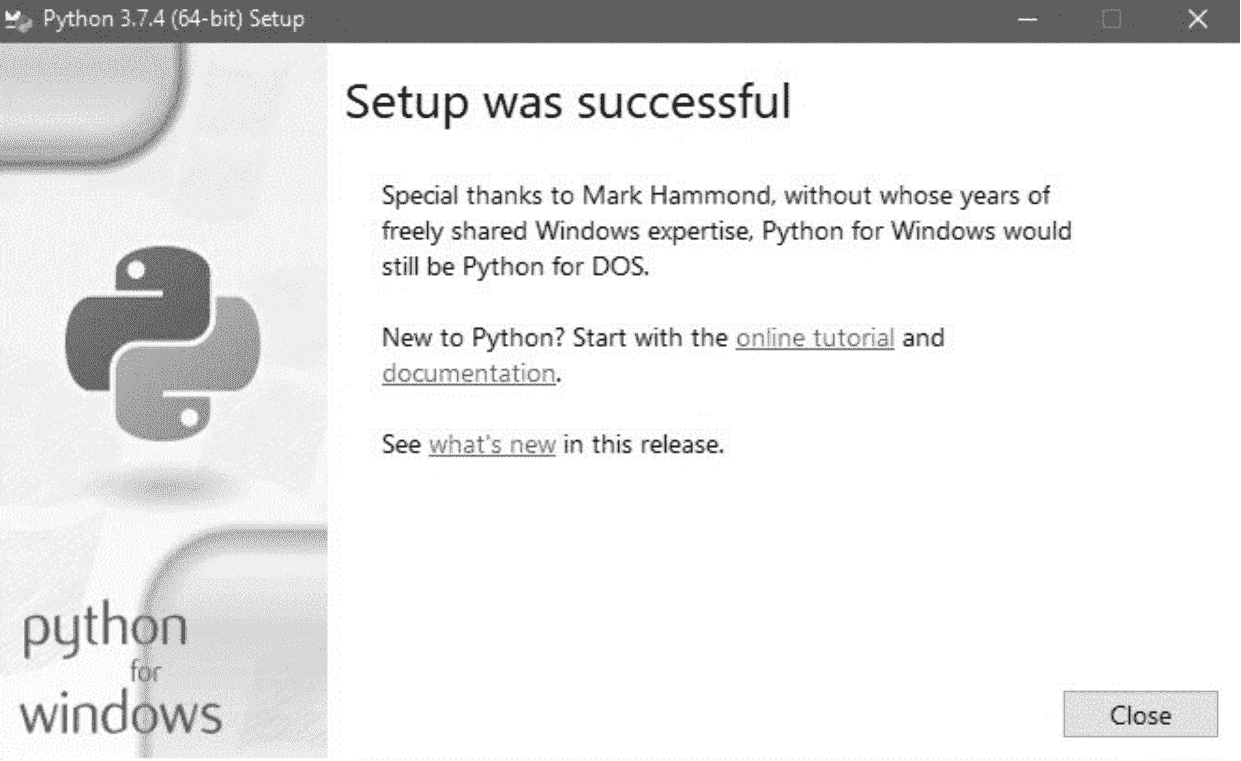 Python 3.7.4 (64-bit) Setup
Setup was successful
Special thanks to Mark Hammond, without whose years of
freely shared Windows expertise, Python for Windows would
still be Python for DOS.
New to Python? Start with the online tutorial and
documentation.
See what's new in this release.
python
for
windows
Close